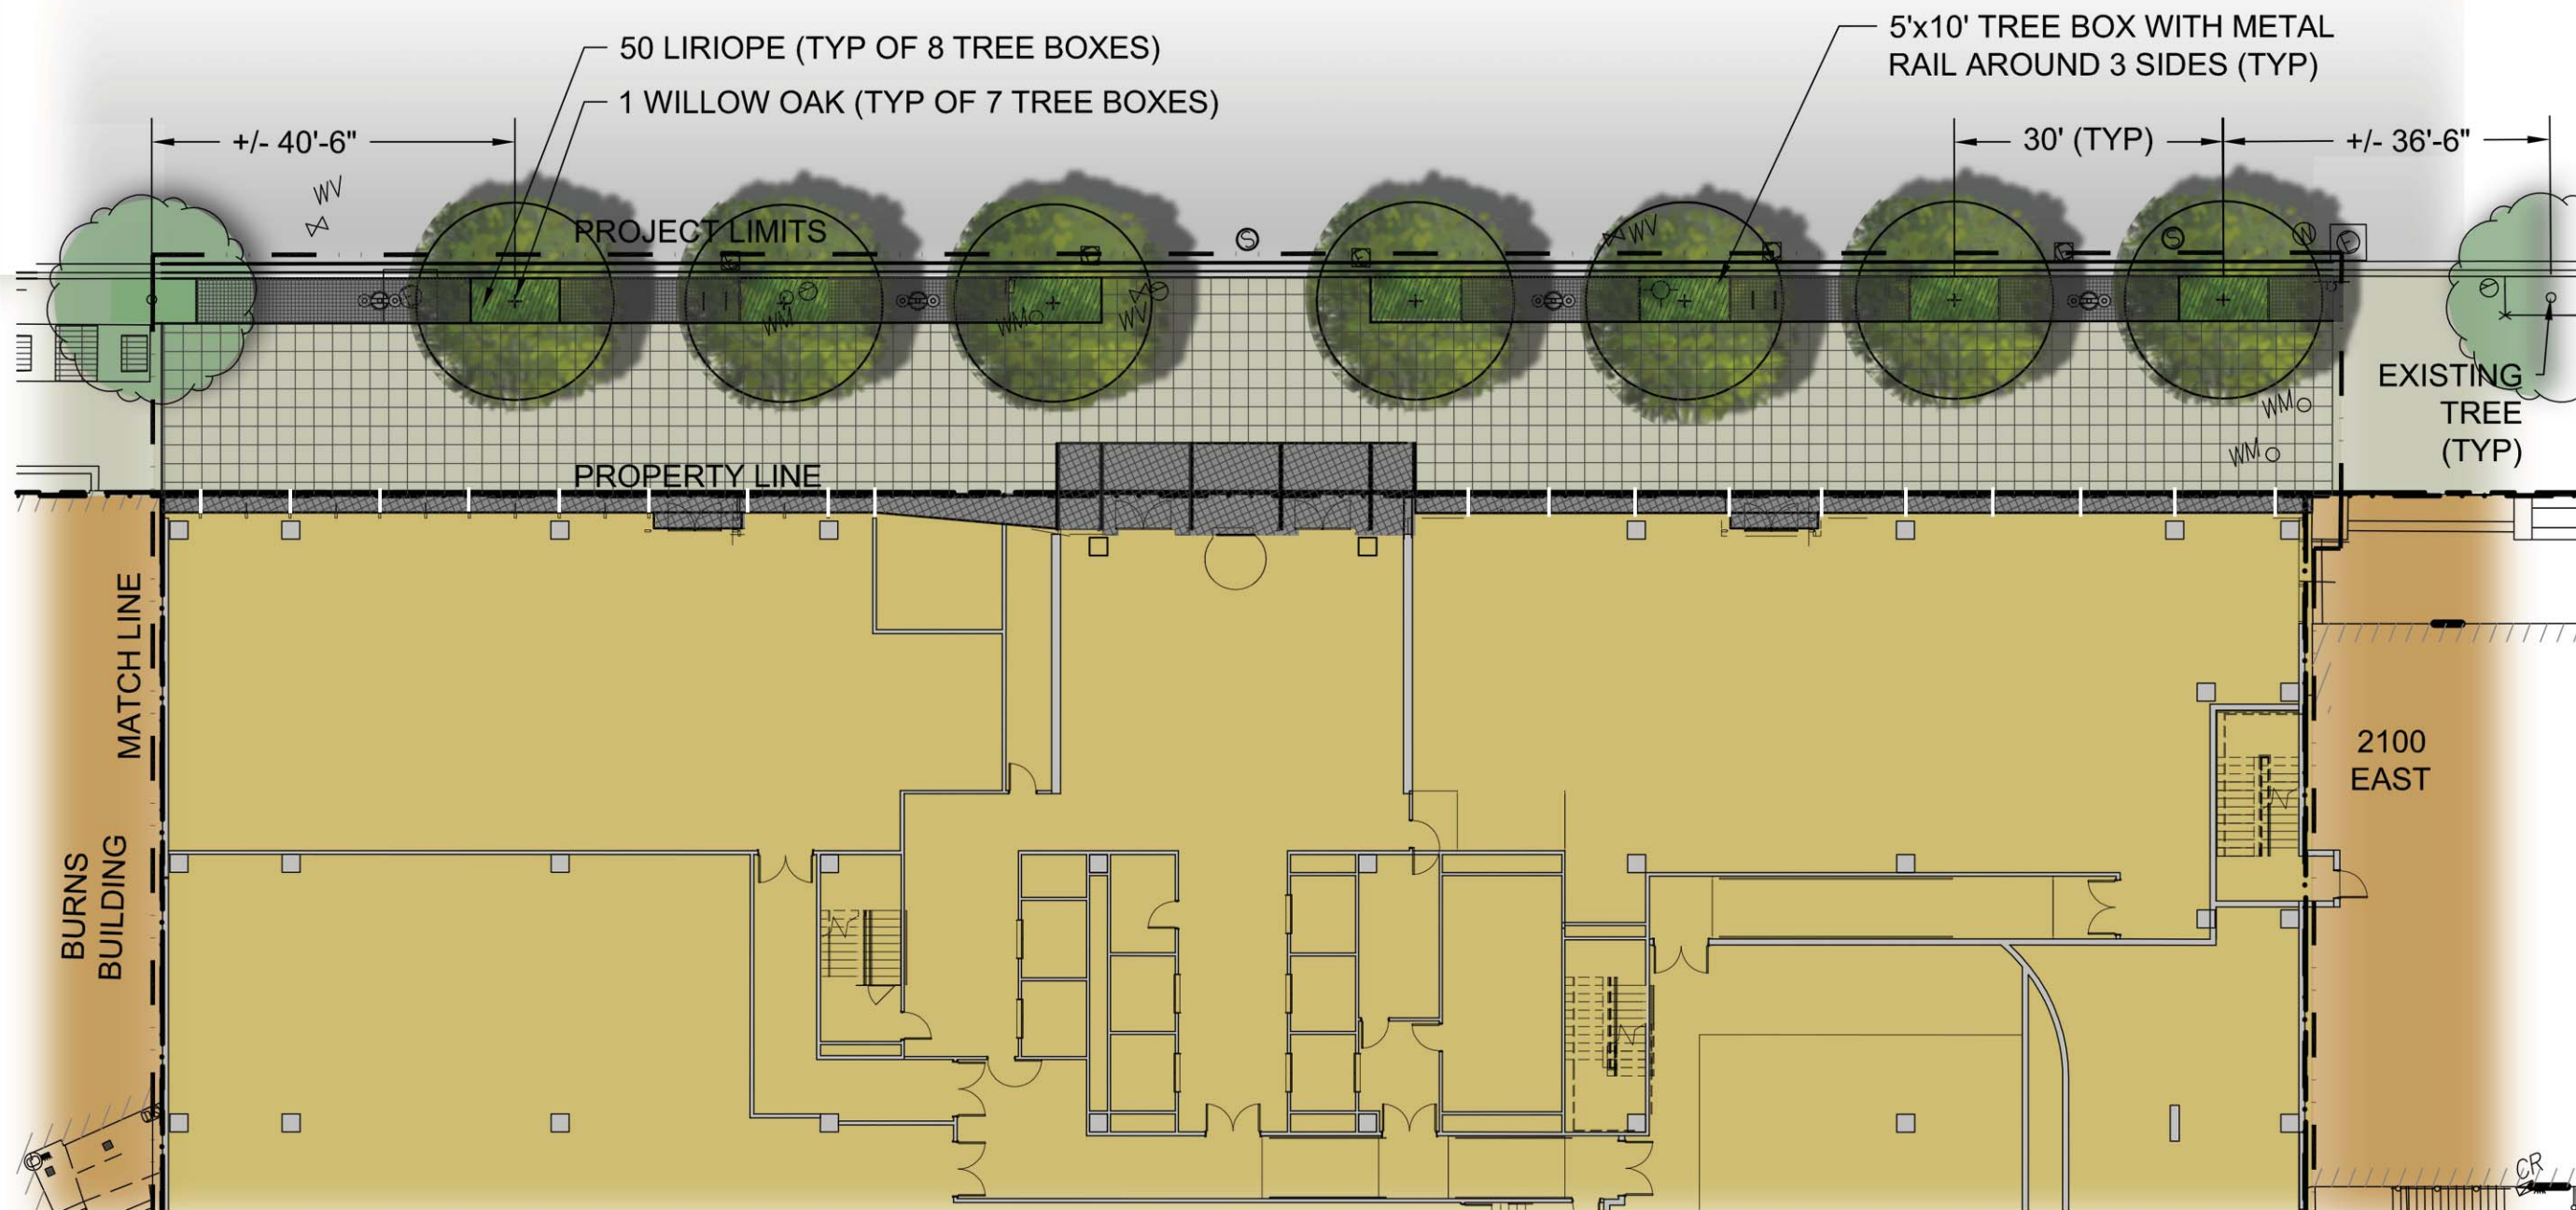 50 LIRIOPE (TYP OF 8 TREE BOXES)
1 WILLOW OAK (TYP OF 7 TREE BOXES)
5'x10' TREE BOX WITH METAL
RAIL AROUND 3 SIDES (TYP)
+/- 40'-6"
30' (TYP)
+/- 36'-6"
WV
PROJECT LIMITS
S
WV
S
W
WM
WM
WV
EXISTING
TREE
(TYP)
WM
WM
PROPERTY LINE
MATCH LINE
BURNS
BUILDING
2100
EAST
CR